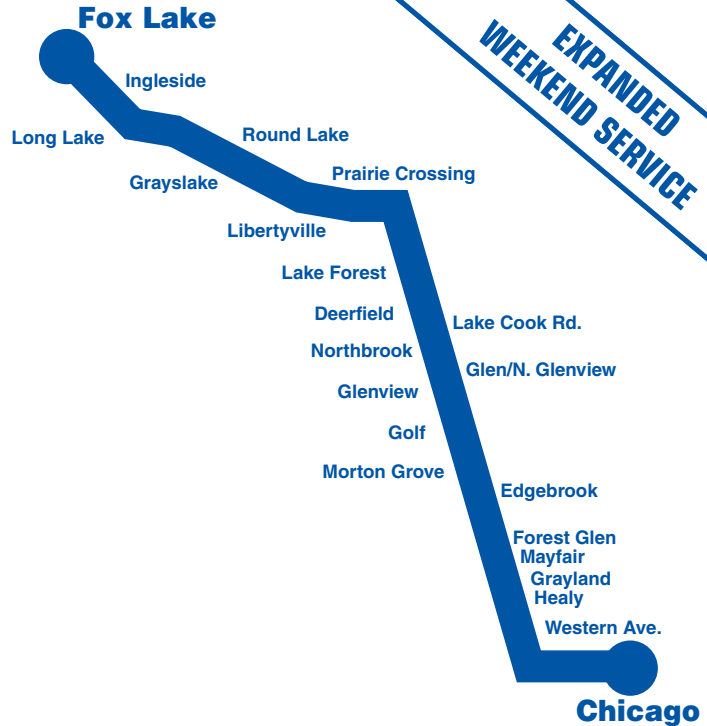 Fox Lake
EXPANDED
WEEKEND SERVICE
Ingleside
Long Lake
Round Lake
Prairie Crossing
Grayslake
Libertyville
Lake Forest
Deerfield
Lake Cook Rd.
Northbrook
Glen/N. Glenview
Glenview
Golf
Morton Grove
Edgebrook
Forest Glen
Mayfair
Grayland
Healy
Western Ave.
Chicago